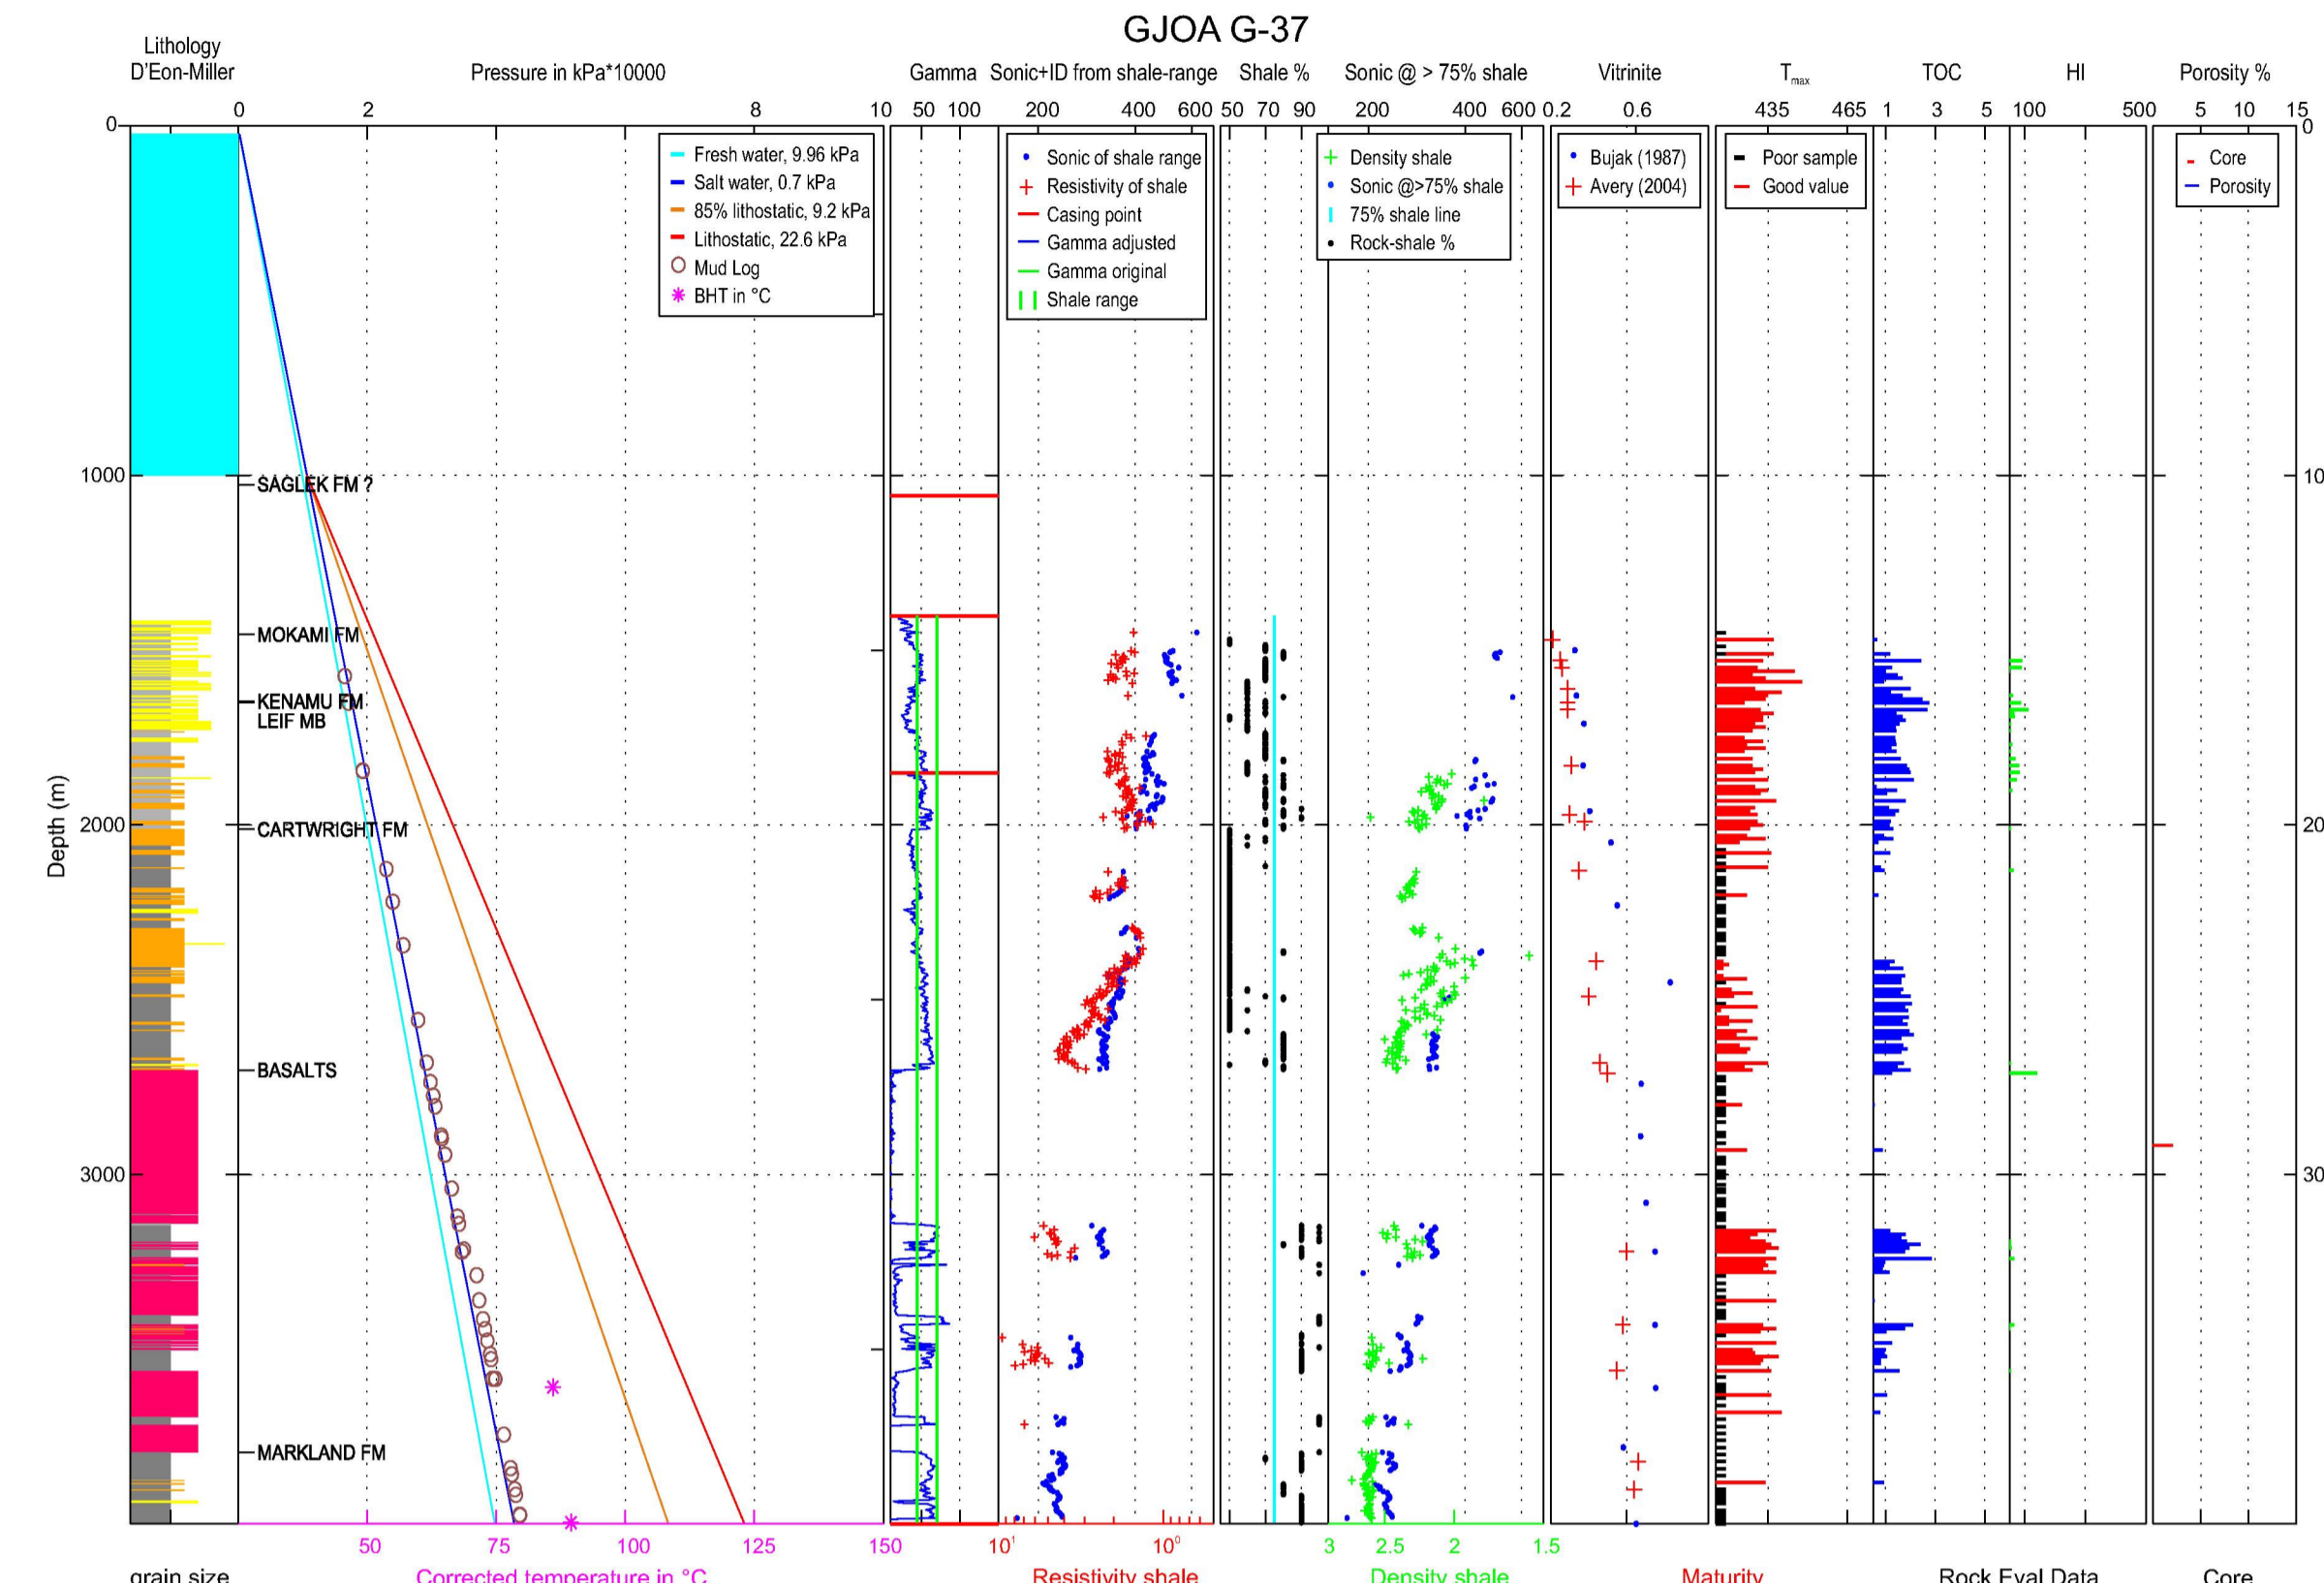 GJOA G-37
Lithology
D'Eon-Miller
Pressure in kPa*10000
Gamma
Sonic+ID from shale-range
Shale %
Sonic @ > 75% shale
Vitrinite
Tmax
TOC
HI
Porosity %
0 2 8 10
50 100
200 400 600
50 70 90
200 400 600
0.2 0.6
435 465
1 3 5
100 500
5 10 15
0
0
Fresh water, 9.96 kPa
Salt water, 0.7 kPa
85% lithostatic, 9.2 kPa
Lithostatic, 22.6 kPa
Mud Log
BHT in °C
Sonic of shale range
Resistivity of shale
Casing point
Gamma adjusted
Gamma original
Shale range
Density shale
Sonic @>75% shale
75% shale line
Rock-shale %
Bujak (1987)
Avery (2004)
Poor sample
Good value
Core
Porosity
1000
10
SAGLEK FM ?
MOKAMI FM
KENAMU FM
LEIF MB
2000
20
CARTWRIGHT FM
Depth (m)
BASALTS
3000
30
MARKLAND FM
50 75 100 125 150
10¹ 10⁰
3 2.5 2 1.5
grain size
Corrected temperature in °C
Resistivity shale
Density shale
Maturity
Rock Eval Data
Core